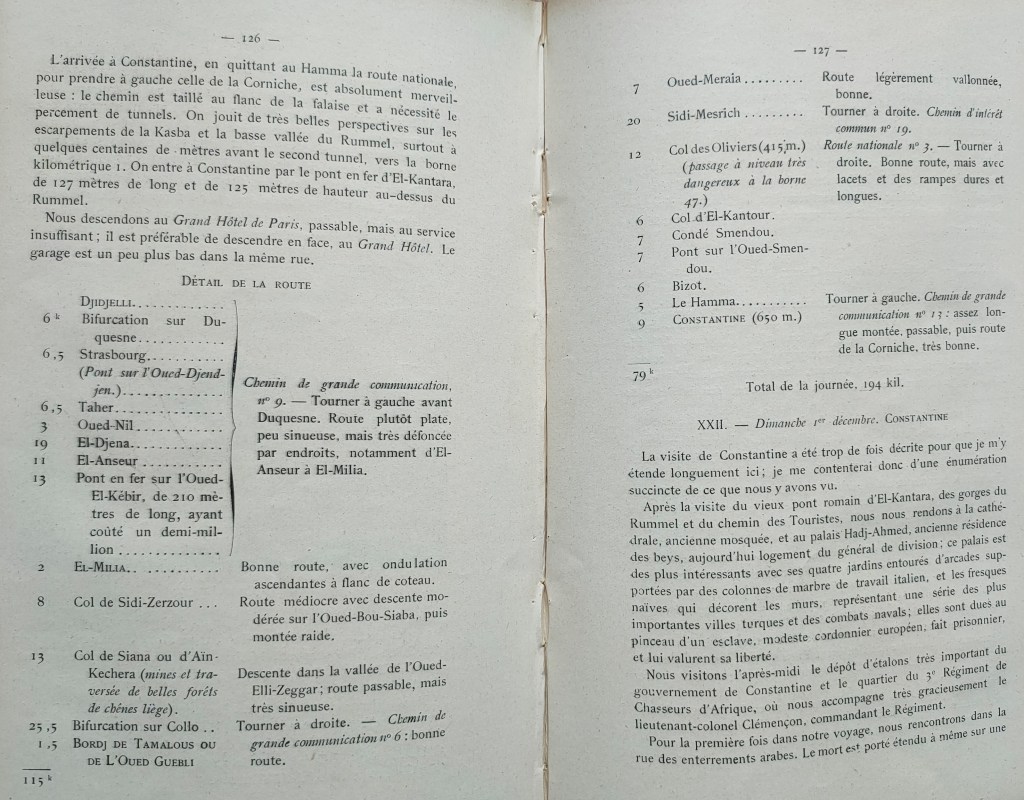 — 126 —
L'arrivée à Constantine, en quittant au Hamma la route nationale,
pour prendre à gauche celle de la Corniche, est absolument merveil-
leuse : le chemin est taillé au flanc de la falaise et a nécessité le
percement de tunnels. On jouit de très belles perspectives sur les
escarpements de la Kasba et la basse vallée du Rummel, surtout à
quelques centaines de mètres avant le second tunnel, vers la borne
kilométrique 1. On entre à Constantine par le pont en fer d'El-Kantara,
de 127 mètres de long et de 125 mètres de hauteur au-dessus du
Rummel.
Nous descendons au Grand Hôtel de Paris, passable, mais au service
insuffisant ; il est préférable de descendre en face, au Grand Hôtel. Le
garage est un peu plus bas dans la même rue.
DÉTAIL DE LA ROUTE
DJIDJELLI............
6 k Bifurcation sur Du-
quesne...........
6,5 Strasbourg..........
(Pont sur l'Oued-Djend-
jen.).............
6,5 Taher..............
3 Oued-Nil...........
19 El-Djena...........
11 El-Anseur ..........
13 Pont en fer sur l'Oued-
El-Kébir, de 210 mè-
tres de long, ayant
coûté un demi-mil-
lion .............
Chemin de grande communication,
n° 9. — Tourner à gauche avant
Duquesne. Route plutôt plate,
peu sinueuse, mais très défoncée
par endroits, notamment d'El-
Anseur à El-Milia.
2 EL-MILIA.. .......... Bonne route, avec ondulation
ascendantes à flanc de coteau.
8 Col de Sidi-Zerzour ... Route médiocre avec descente mo-
dérée sur l'Oued-Bou-Siaba, puis
montée raide.
13 Col de Siana ou d'Aïn-
Kechera (mines et tra- Descente dans la vallée de l'Oued-
versée de belles forêts Elli-Zeggar ; route passable, mais
de chênes liège). très sinueuse.
25,5 Bifurcation sur Collo .. Tourner à droite. — Chemin de
1,5 BORDJ DE TAMALOUS OU grande communication n° 6 : bonne
DE L'OUED GUEBLI route.
115 k
— 127 —
7 Oued-Meraia ......... Route légèrement vallonnée,
bonne.
20 Sidi-Mesrich ......... Tourner à droite. Chemin d'intérêt
commun n° 19.
12 Col des Oliviers (415 m.) Route nationale n° 3. — Tourner à
(passage à niveau très droite. Bonne route, mais avec
dangereux à la borne lacets et des rampes dures et
47.) longues.
6 Col d'El-Kantour.
7 Condé Smendou.
7 Pont sur l'Oued-Smen-
dou.
6 Bizot.
5 Le Hamma........... Tourner à gauche. Chemin de grande
9 CONSTANTINE (650 m.) communication n° 13 : assez lon-
gue montée, passable, puis route
de la Corniche, très bonne.
79 k
Total de la journée, 194 kil.
XXII. — Dimanche 1er décembre. CONSTANTINE
La visite de Constantine a été trop de fois décrite pour que je m'y
étende longuement ici ; je me contenterai donc d'une énumération
succincte de ce que nous y avons vu.
Après la visite du vieux pont romain d'El-Kantara, des gorges du
Rummel et du chemin des Touristes, nous nous rendons à la cathé-
drale, ancienne mosquée, et au palais Hadj-Ahmed, ancienne résidence
des beys, aujourd'hui logement du général de division ; ce palais est
des plus intéressants avec ses quatre jardins entourés d'arcades sup-
portées par des colonnes de marbre de travail italien, et les fresques
naïves qui décorent les murs, représentant une série des plus
importantes villes turques et des combats navals ; elles sont dues au
pinceau d'un esclave, modeste cordonnier européen, fait prisonnier,
et lui valurent sa liberté.
Nous visitons l'après-midi le dépôt d'étalons très important du
gouvernement de Constantine et le quartier du 3e Régiment de
Chasseurs d'Afrique, où nous accompagne très gracieusement le
lieutenant-colonel Clémençon, commandant le Régiment.
Pour la première fois dans notre voyage, nous rencontrons dans la
rue des enterrements arabes. Le mort est porté étendu à même sur une